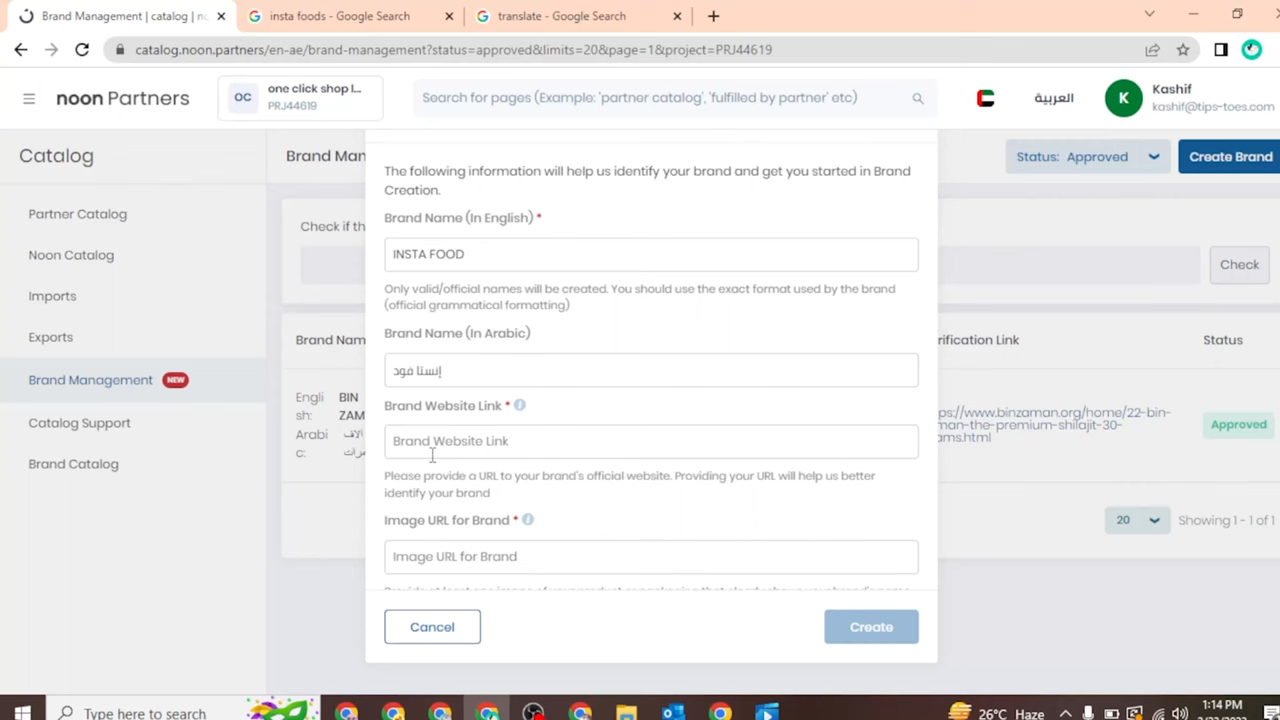 Brand Management | catalog | no
insta foods - Google Search
translate - Google Search
catalog.noon.partners/en-ae/brand-management?status=approved&limits=20&page=1&project=PRJ44619
noon Partners
OC
one click shop l...
PRJ44619
Search for pages (Example: 'partner catalog', 'fulfilled by partner' etc)
العربية
K
Kashif
kashif@tips-toes.com
Catalog
Partner Catalog
Noon Catalog
Imports
Exports
Brand Management NEW
Catalog Support
Brand Catalog
Brand Man
Status: Approved
Create Brand
Check if th
Check
Brand Nam
rification Link
Status
Engli
sh:
Arabi
c:
BIN
ZAM
ps://www.binzaman.org/home/22-bin-
man-the-premium-shilajit-30-
ams.html
Approved
20
Showing 1 - 1 of 1
The following information will help us identify your brand and get you started in Brand
Creation.
Brand Name (In English) *
INSTA FOOD
Only valid/official names will be created. You should use the exact format used by the brand
(official grammatical formatting)
Brand Name (In Arabic)
إنستا فود
Brand Website Link *
Brand Website Link
Please provide a URL to your brand's official website. Providing your URL will help us better
identify your brand
Image URL for Brand *
Image URL for Brand
Cancel
Create
Type here to search
26°C Haze
1:14 PM